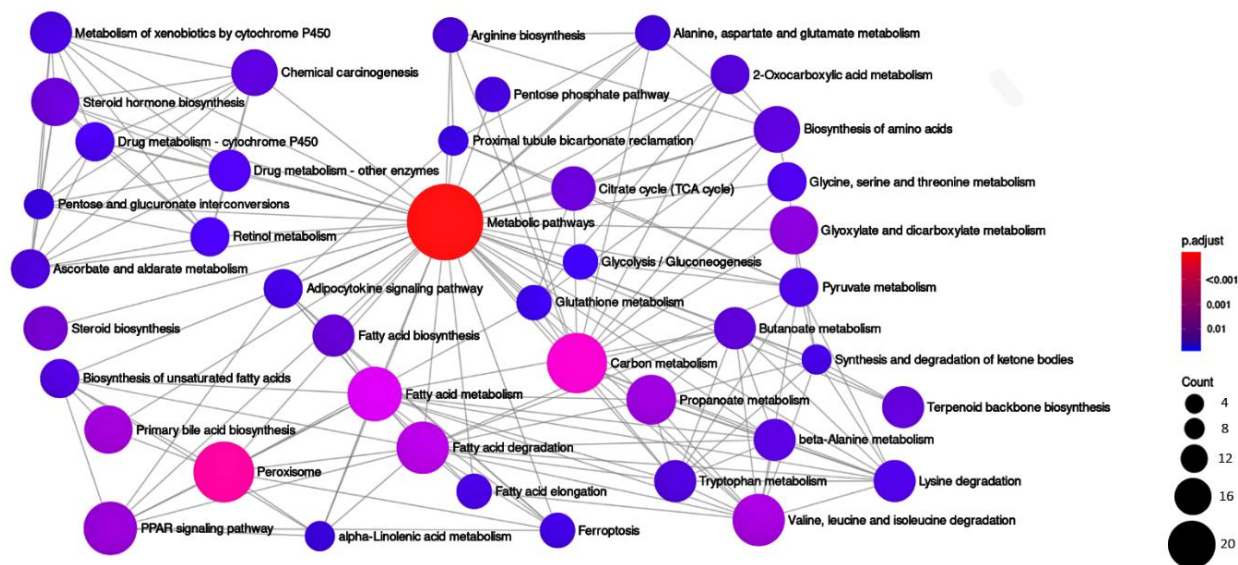 Metabolism of xenobiotics by cytochrome P450
Arginine biosynthesis
Alanine, aspartate and glutamate metabolism
Chemical carcinogenesis
2-Oxocarboxylic acid metabolism
Pentose phosphate pathway
Steroid hormone biosynthesis
Biosynthesis of amino acids
Drug metabolism - cytochrome P450
Proximal tubule bicarbonate reclamation
Drug metabolism - other enzymes
Citrate cycle (TCA cycle)
Glycine, serine and threonine metabolism
Pentose and glucuronate interconversions
Metabolic pathways
Glyoxylate and dicarboxylate metabolism
Retinol metabolism
Ascorbate and aldarate metabolism
Glycolysis / Gluconeogenesis
Adipocytokine signaling pathway
Pyruvate metabolism
Glutathione metabolism
Steroid biosynthesis
Fatty acid biosynthesis
Butanoate metabolism
Carbon metabolism
Synthesis and degradation of ketone bodies
Biosynthesis of unsaturated fatty acids
Fatty acid metabolism
Propanoate metabolism
Terpenoid backbone biosynthesis
Primary bile acid biosynthesis
Fatty acid degradation
beta-Alanine metabolism
Peroxisome
Tryptophan metabolism
Lysine degradation
Fatty acid elongation
PPAR signaling pathway
alpha-Linolenic acid metabolism
Ferroptosis
Valine, leucine and isoleucine degradation
p.adjust
<0.001
0.001
0.01
Count
4
8
12
16
20